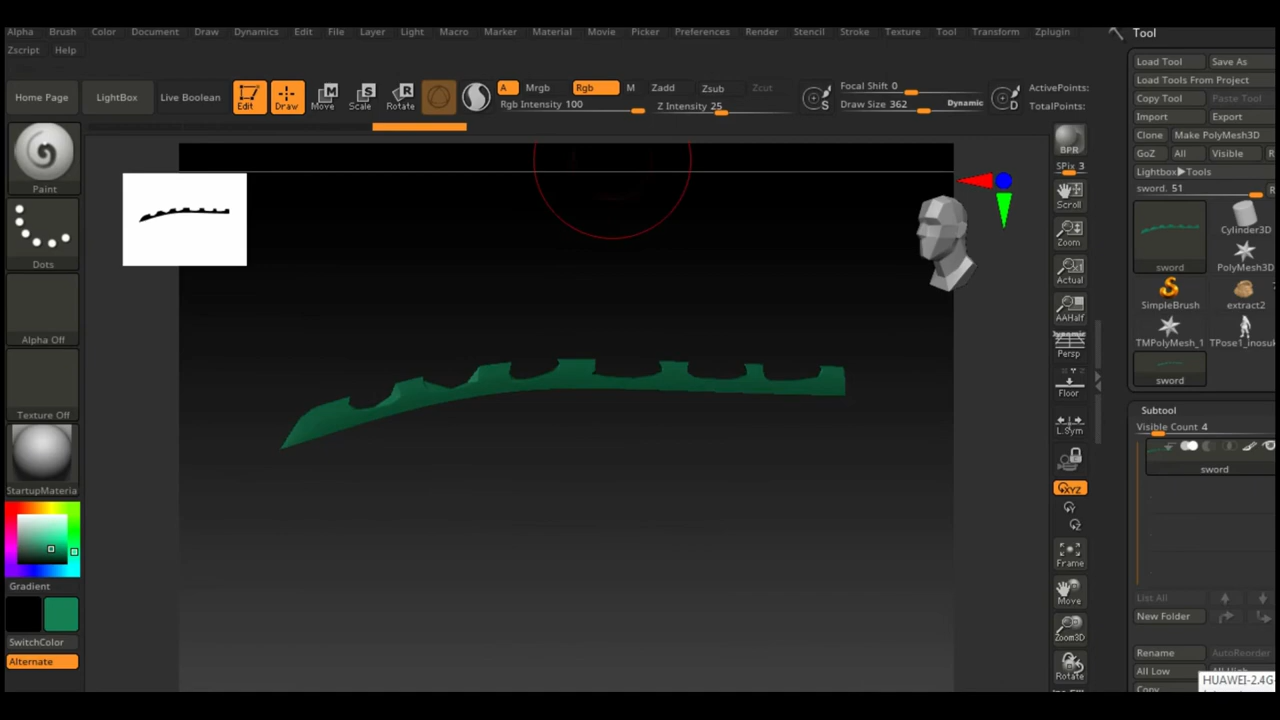 Alpha Brush Color Document Draw Dynamics Edit File Layer Light Macro Marker Material Movie Picker Preferences Render Stencil Stroke Texture Tool Transform Zplugin
Zscript Help
Tool
Load Tool Save As
Load Tools From Project
Copy Tool Paste Tool
Import Export
Clone Make PolyMesh3D
GoZ All Visible R
Lightbox▶Tools
sword. 51 R
Home Page LightBox Live Boolean Edit Draw Move Scale Rotate
A Mrgb Rgb M Zadd Zsub Zcut
Rgb Intensity 100 Z Intensity 25
S Focal Shift 0
Draw Size 362 Dynamic D
ActivePoints:
TotalPoints:
Paint
Dots
Alpha Off
Texture Off
StartupMateria
Gradient
SwitchColor
Alternate
BPR
SPix 3
Scroll
Zoom
Actual
AAHalf
Dynamic
Persp
Floor
L.Sym
XYZ
Y
Z
Frame
Move
Zoom3D
Rotate
sword
Cylinder3D
PolyMesh3D
SimpleBrush
extract2
TMPolyMesh_1
TPose1_inosuk
sword
Subtool
Visible Count 4
sword
List All
New Folder
Rename AutoReorder
All Low All High
Copy
HUAWEI-2.4G